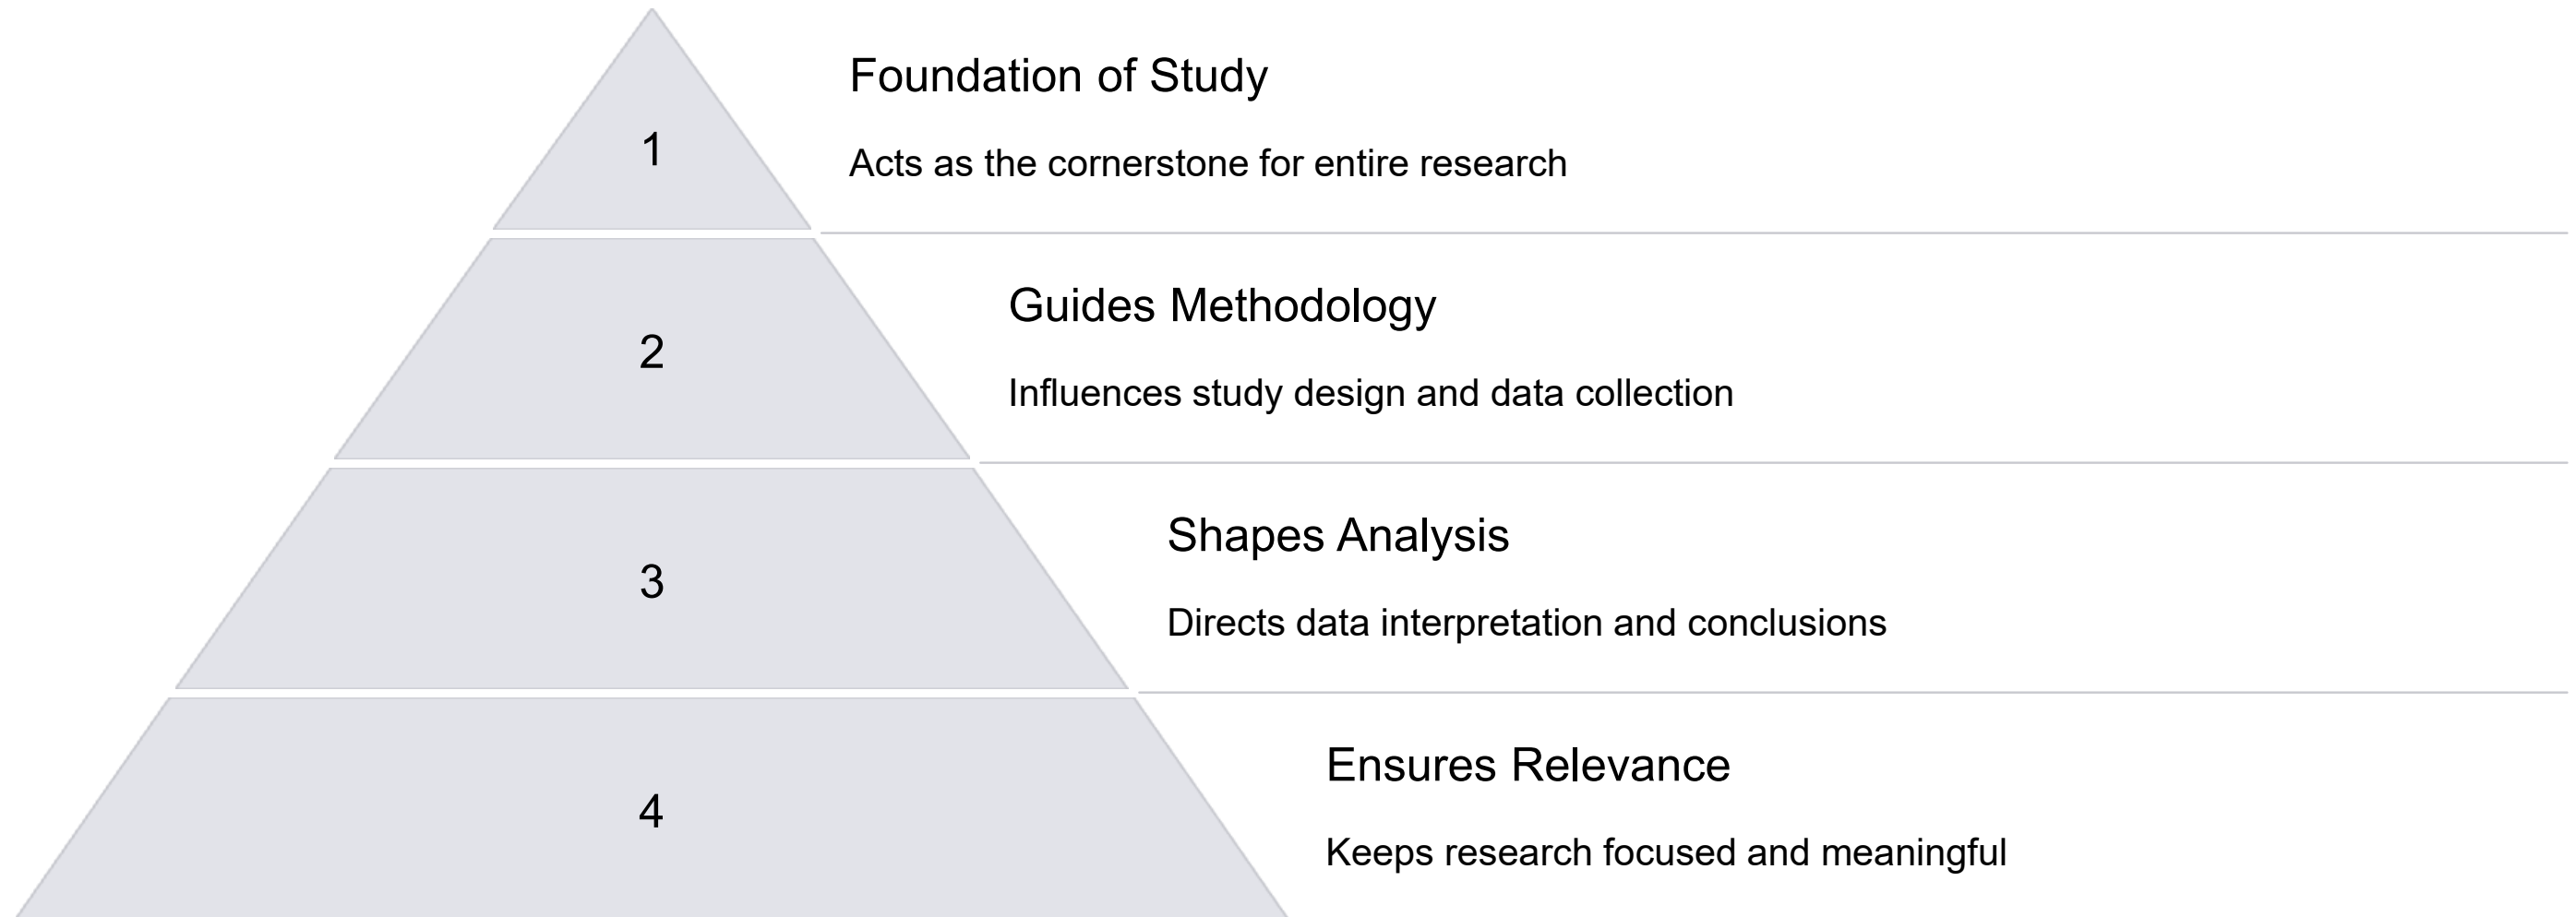 Foundation of Study
1
Acts as the cornerstone for entire research
Guides Methodology
2
Influences study design and data collection
Shapes Analysis
3
Directs data interpretation and conclusions
Ensures Relevance
4
Keeps research focused and meaningful